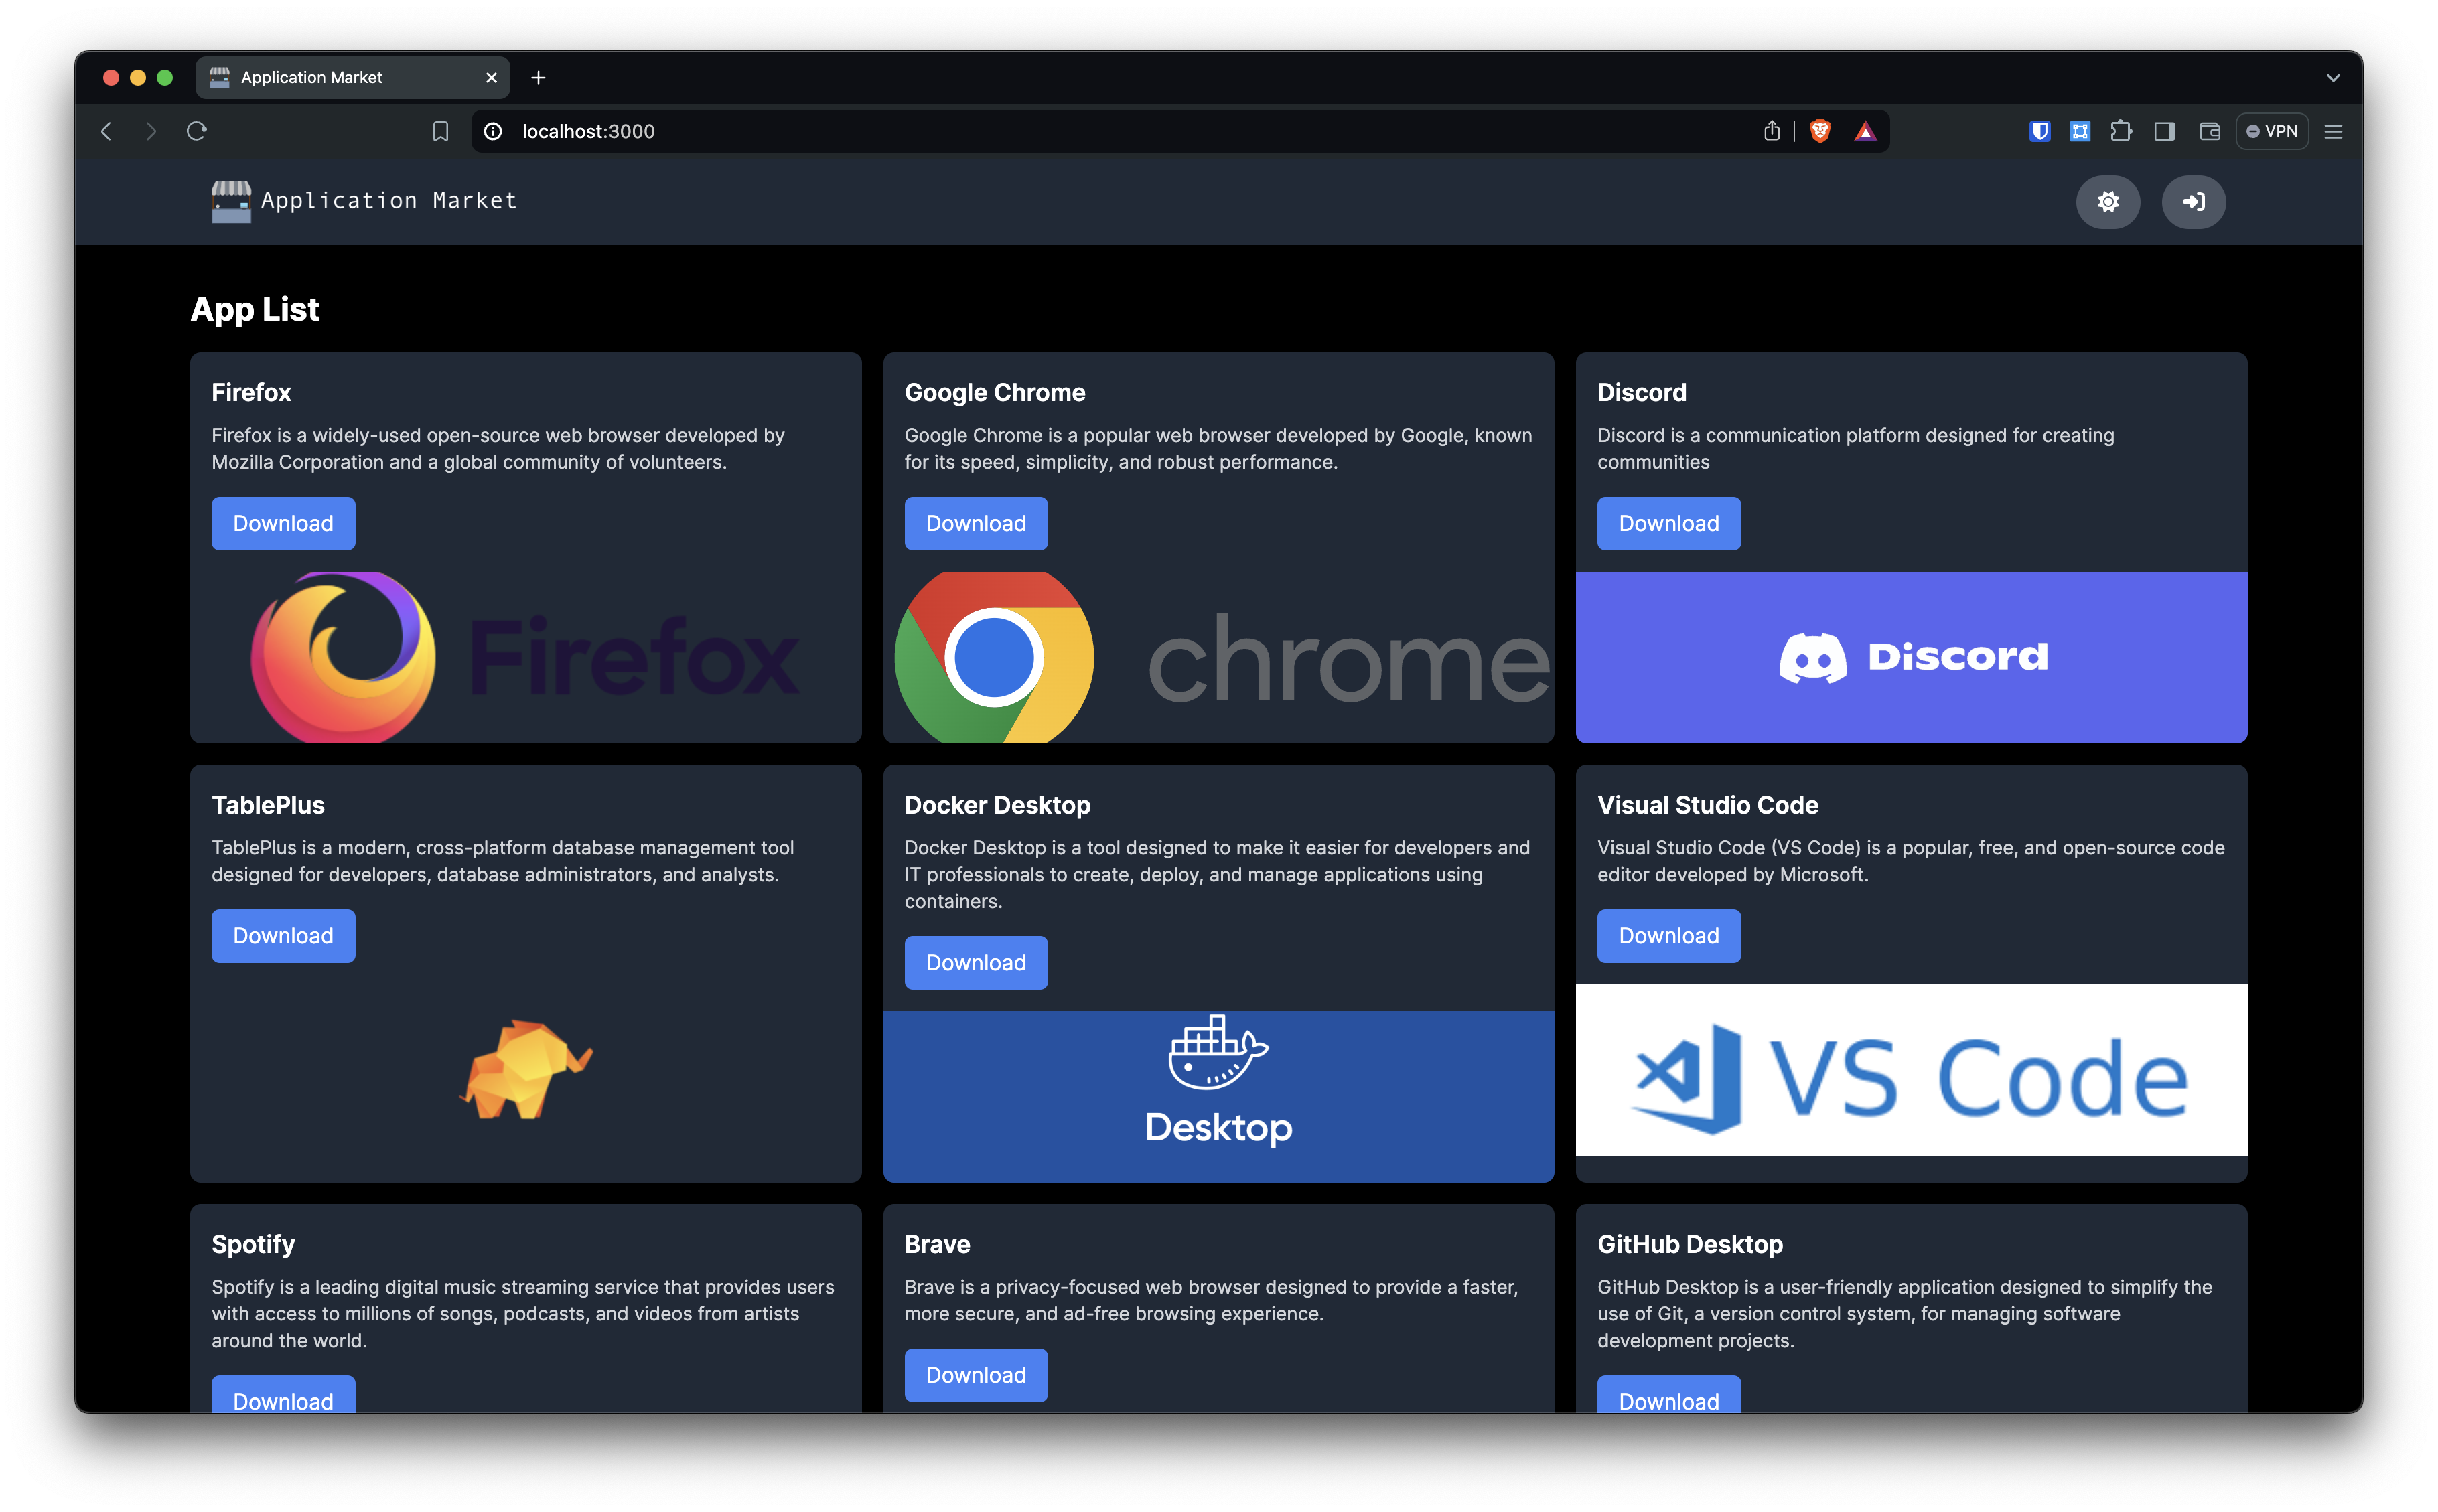 Application Market
localhost:3000
VPN
Application Market
App List
Firefox
Firefox is a widely-used open-source web browser developed by
Mozilla Corporation and a global community of volunteers.
Download
Firefox
Google Chrome
Google Chrome is a popular web browser developed by Google, known
for its speed, simplicity, and robust performance.
Download
chrome
Discord
Discord is a communication platform designed for creating
communities
Download
Discord
TablePlus
TablePlus is a modern, cross-platform database management tool
designed for developers, database administrators, and analysts.
Download
Docker Desktop
Docker Desktop is a tool designed to make it easier for developers and
IT professionals to create, deploy, and manage applications using
containers.
Download
Desktop
Visual Studio Code
Visual Studio Code (VS Code) is a popular, free, and open-source code
editor developed by Microsoft.
Download
VS Code
Spotify
Spotify is a leading digital music streaming service that provides users
with access to millions of songs, podcasts, and videos from artists
around the world.
Download
Brave
Brave is a privacy-focused web browser designed to provide a faster,
more secure, and ad-free browsing experience.
Download
GitHub Desktop
GitHub Desktop is a user-friendly application designed to simplify the
use of Git, a version control system, for managing software
development projects.
Download